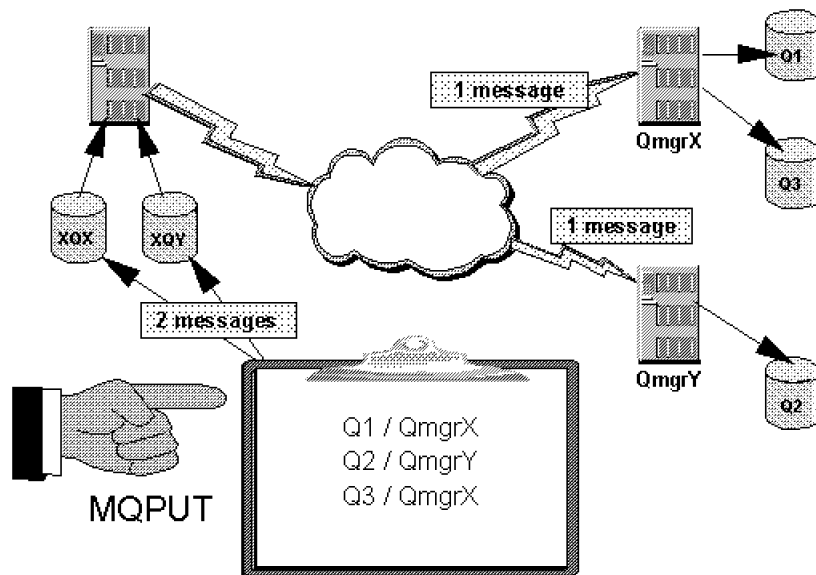 1 message
Q1
QmgrX
Q3
XQX
XQY
1 message
2 messages
QmgrY
Q2
Q1 / QmgrX
Q2 / QmgrY
Q3 / QmgrX
MQPUT